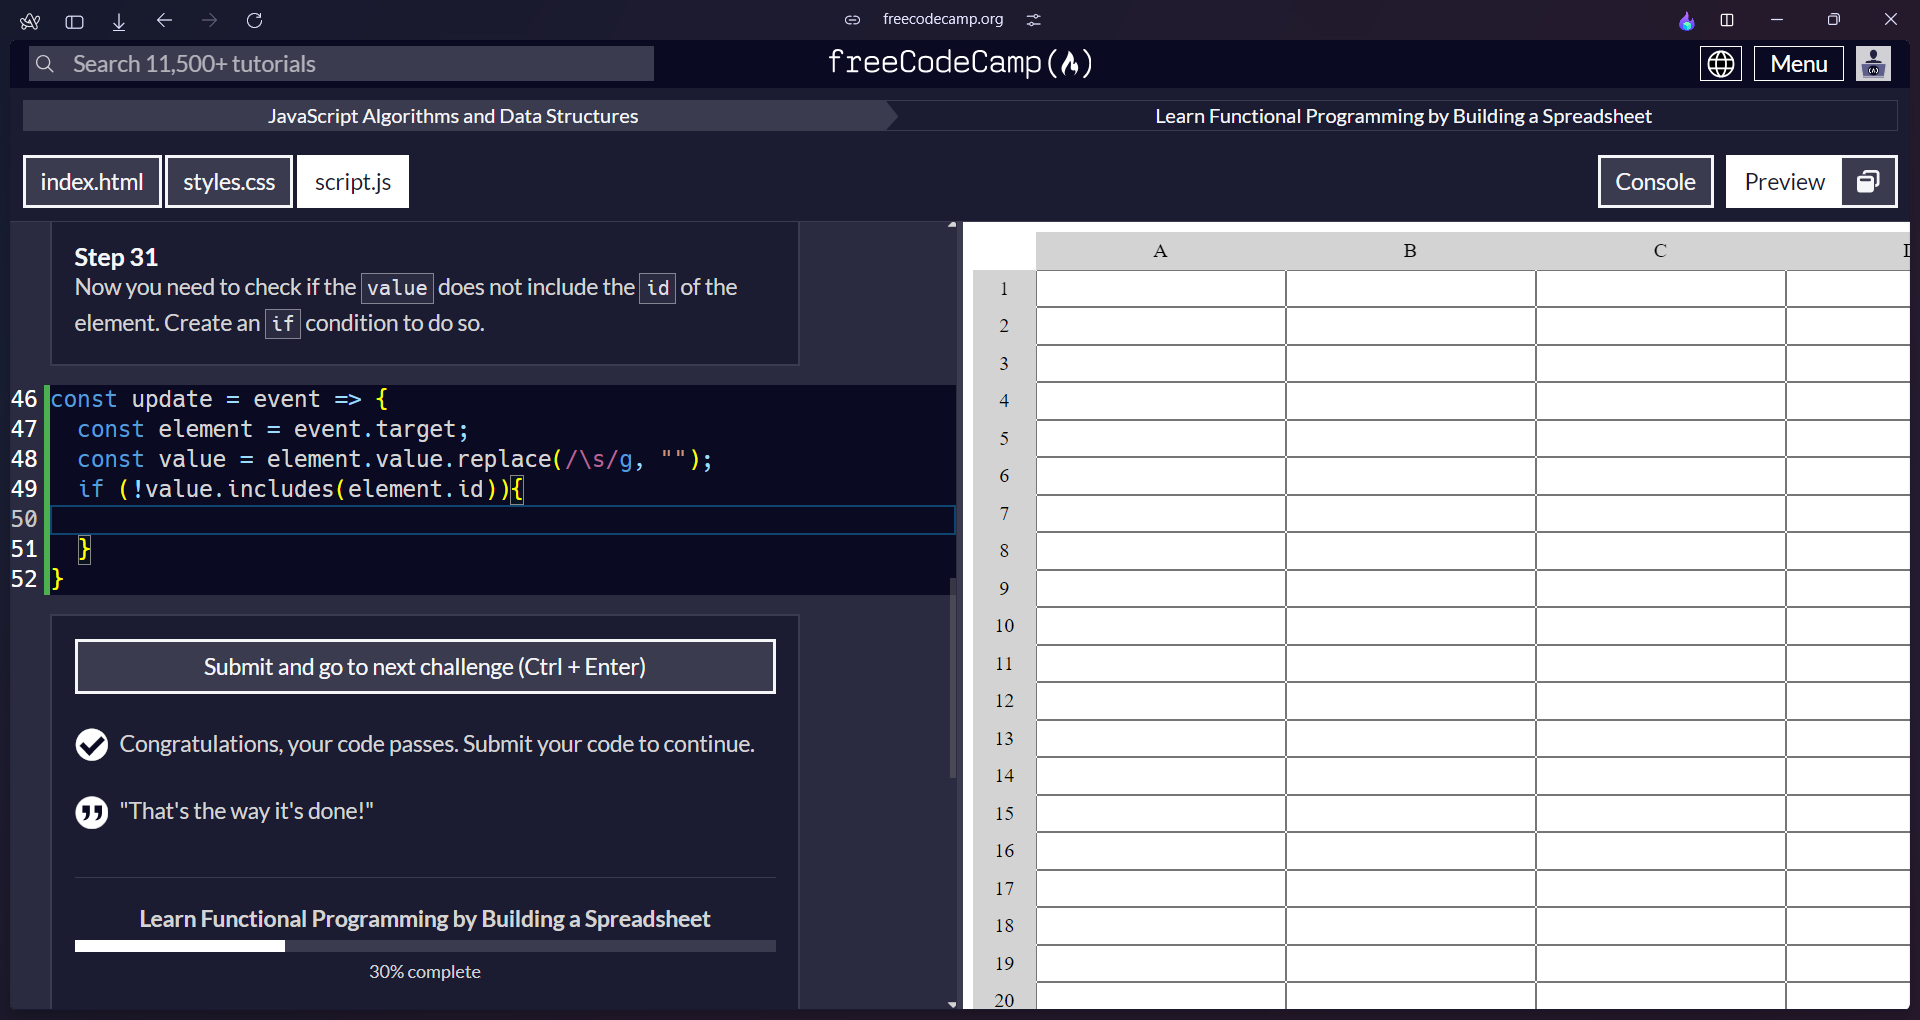 freecodecamp.org
Search 11,500+ tutorials
freeCodeCamp
Menu
JavaScript Algorithms and Data Structures
Learn Functional Programming by Building a Spreadsheet
index.html
styles.css
script.js
Console
Preview
Step 31
Now you need to check if the value does not include the id of the
element. Create an if condition to do so.
46 const update = event => {
47   const element = event.target;
48   const value = element.value.replace(/\s/g, "");
49   if (!value.includes(element.id)){
50
51   }
52 }
Submit and go to next challenge (Ctrl + Enter)
Congratulations, your code passes. Submit your code to continue.
"That's the way it's done!"
Learn Functional Programming by Building a Spreadsheet
30% complete
A B C
1
2
3
4
5
6
7
8
9
10
11
12
13
14
15
16
17
18
19
20